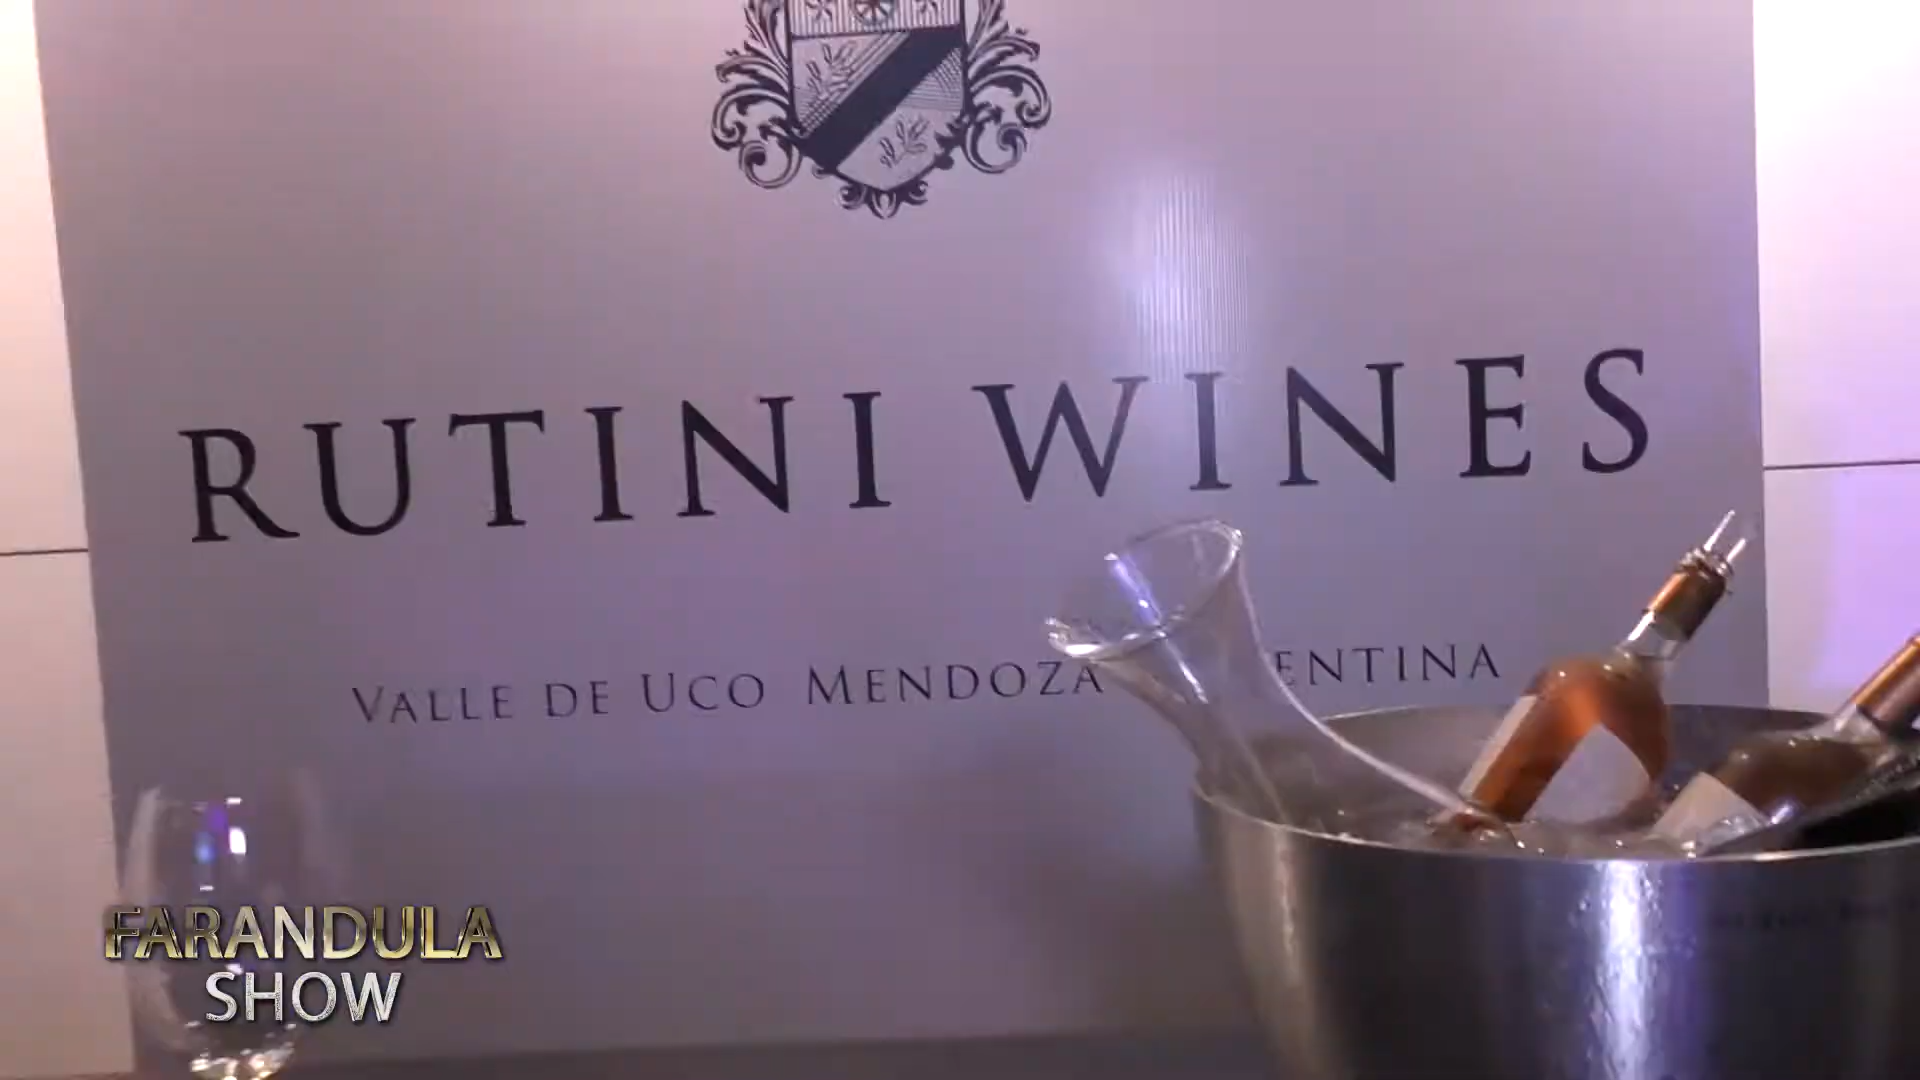 RUTINI WINES
VALLE DE UCO MENDOZA ENTINA
FARANDULA
SHOW